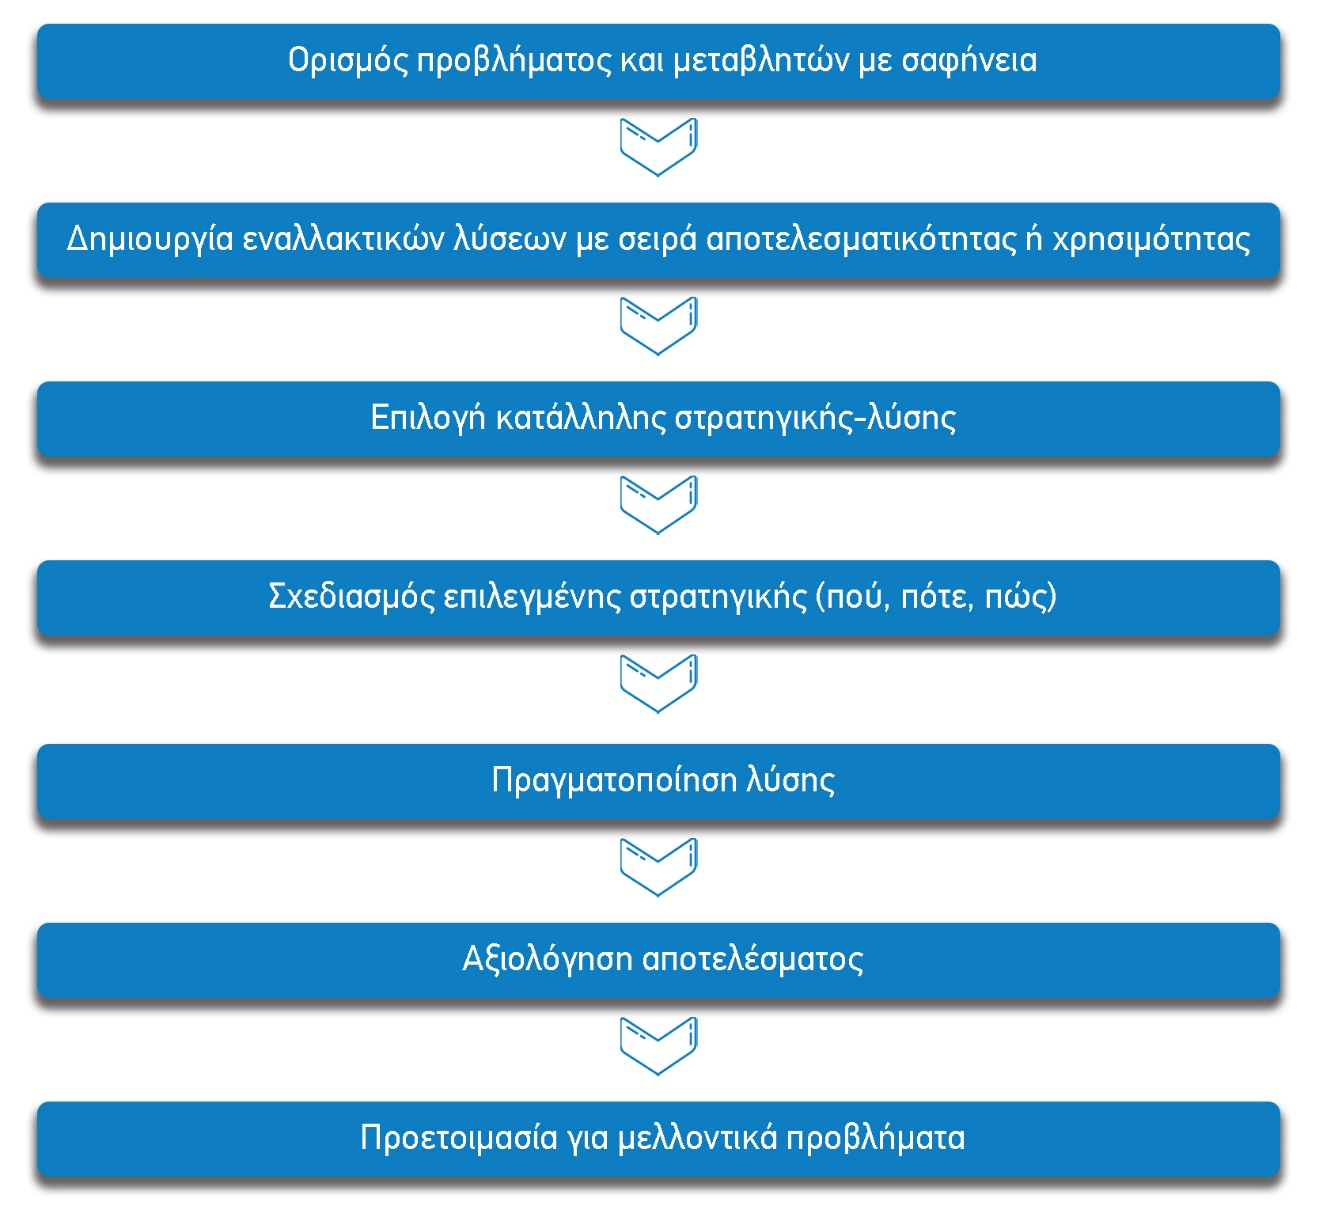 Ορισμός προβλήματος και μεταβλητών με σαφήνεια
Δημιουργία εναλλακτικών λύσεων με σειρά αποτελεσματικότητας ή χρησιμότητας
Επιλογή κατάλληλης στρατηγικής-λύσης
Σχεδιασμός επιλεγμένης στρατηγικής (πού, πότε, πώς)
Πραγματοποίηση λύσης
Αξιολόγηση αποτελέσματος
Προετοιμασία για μελλοντικά προβλήματα